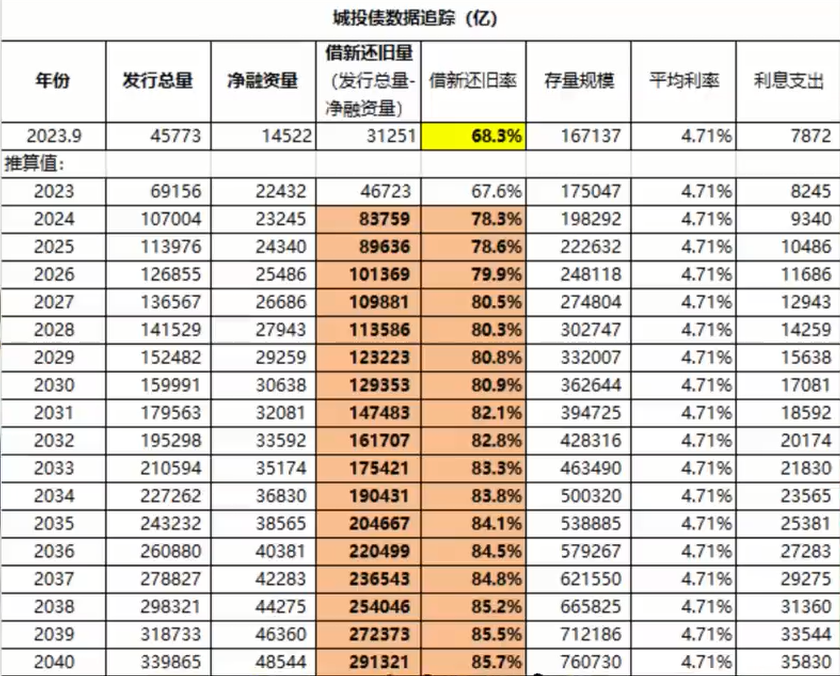 城投债数据追踪（亿）
年份 发行总量 净融资量 借新还旧量（发行总量-净融资量） 借新还旧率 存量规模 平均利率 利息支出
2023.9 45773 14522 31251 68.3% 167137 4.71% 7872
推算值：
2023 69156 22432 46723 67.6% 175047 4.71% 8245
2024 107004 23245 83759 78.3% 198292 4.71% 9340
2025 113976 24340 89636 78.6% 222632 4.71% 10486
2026 126855 25486 101369 79.9% 248118 4.71% 11686
2027 136567 26686 109881 80.5% 274804 4.71% 12943
2028 141529 27943 113586 80.3% 302747 4.71% 14259
2029 152482 29259 123223 80.8% 332007 4.71% 15638
2030 159991 30638 129353 80.9% 362644 4.71% 17081
2031 179563 32081 147483 82.1% 394725 4.71% 18592
2032 195298 33592 161707 82.8% 428316 4.71% 20174
2033 210594 35174 175421 83.3% 463490 4.71% 21830
2034 227262 36830 190431 83.8% 500320 4.71% 23565
2035 243232 38565 204667 84.1% 538885 4.71% 25381
2036 260880 40381 220499 84.5% 579267 4.71% 27283
2037 278827 42283 236543 84.8% 621550 4.71% 29275
2038 298321 44275 254046 85.2% 665825 4.71% 31360
2039 318733 46360 272373 85.5% 712186 4.71% 33544
2040 339865 48544 291321 85.7% 760730 4.71% 35830